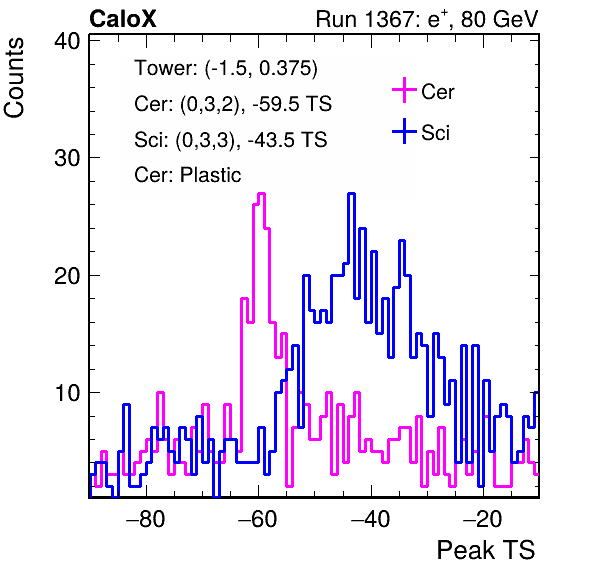 CaloX Run 1367: e⁺, 80 GeV
Counts
40
30
20
10
Tower: (-1.5, 0.375)
Cer: (0,3,2), -59.5 TS
Sci: (0,3,3), -43.5 TS
Cer: Plastic
Cer
Sci
−80 −60 −40 −20
Peak TS